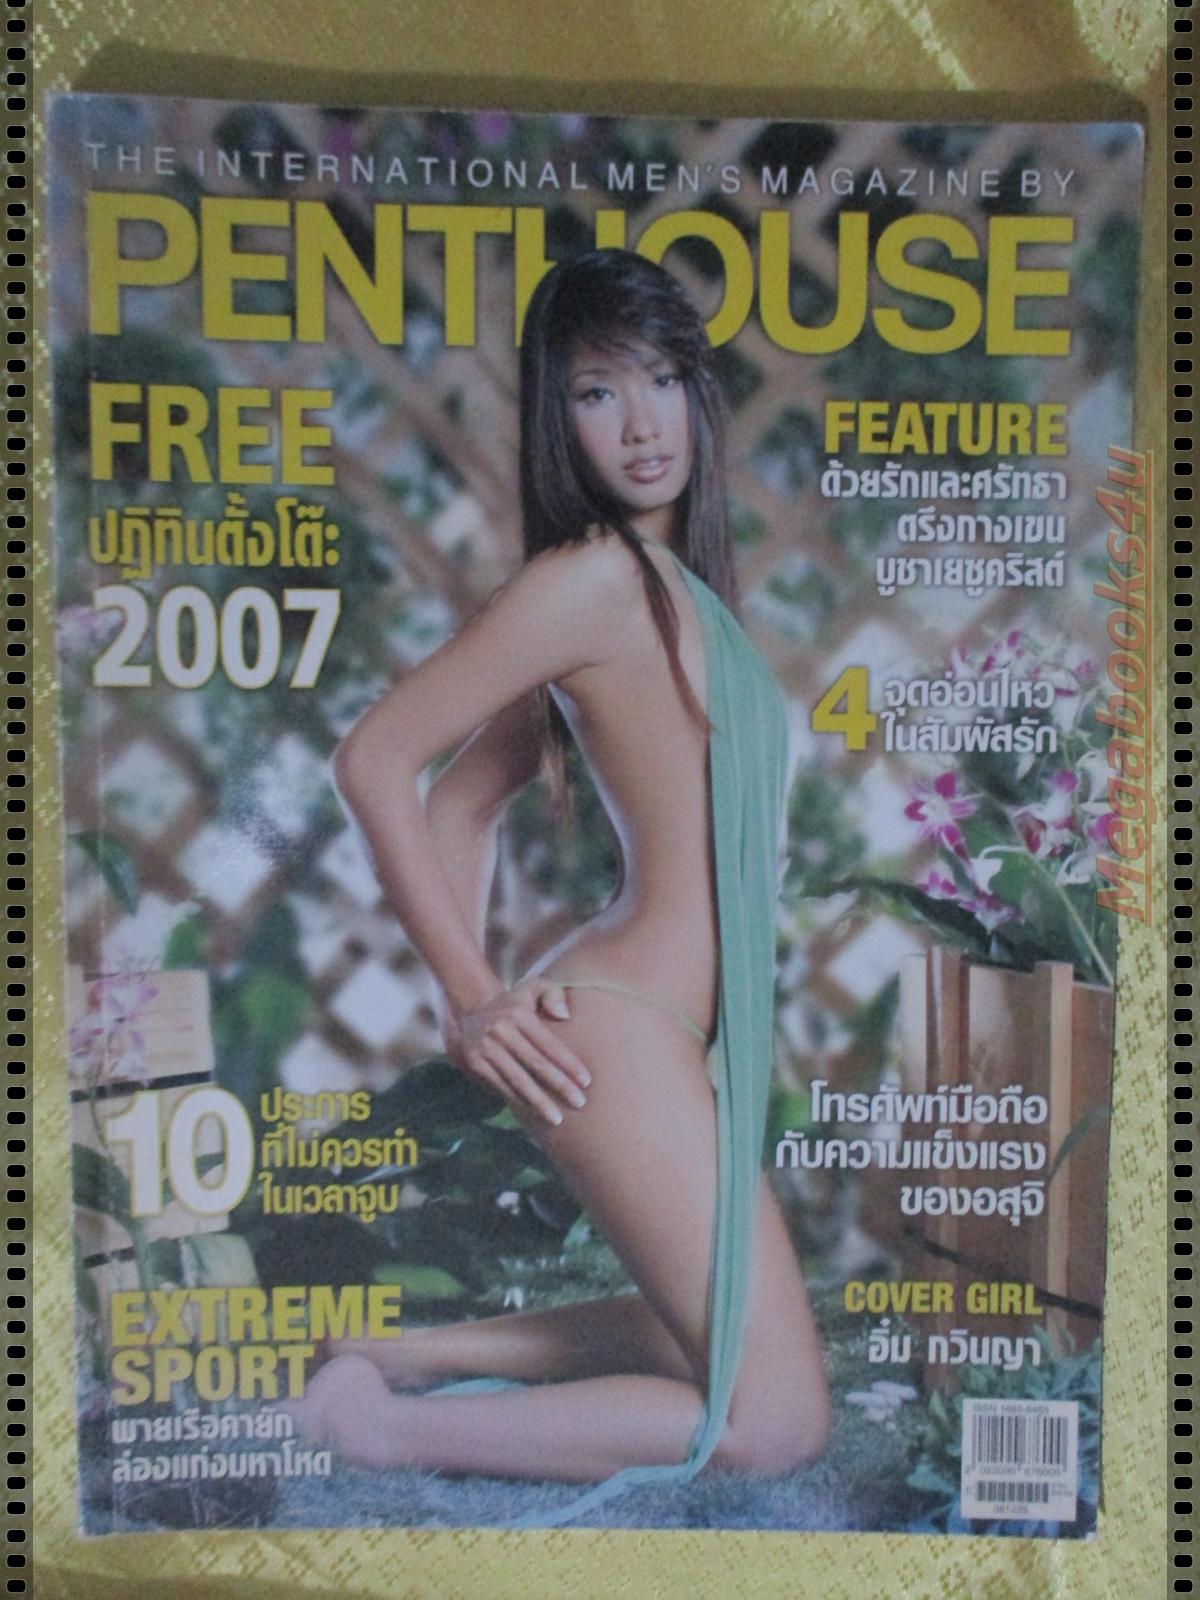 THE INTERNATIONAL MEN'S MAGAZINE BY
PENTHOUSE
FREE
ปฏิทินตั้งโต๊ะ
2007
FEATURE
ด้วยรักและศรัทธา
ตรึงกางเขน
บูชาเยซูคริสต์
4 จุดอ่อนไหว
ในสัมผัสรัก
10 ประการ
ที่ไม่ควรทำ
ในเวลาจูบ
โทรศัพท์มือถือ
กับความแข็งแรง
ของอสุจิ
EXTREME
SPORT
พายเรือคายัก
ล่องแก่งมหาโหด
COVER GIRL
อิ๋ม กวินญา
Megabooks4u